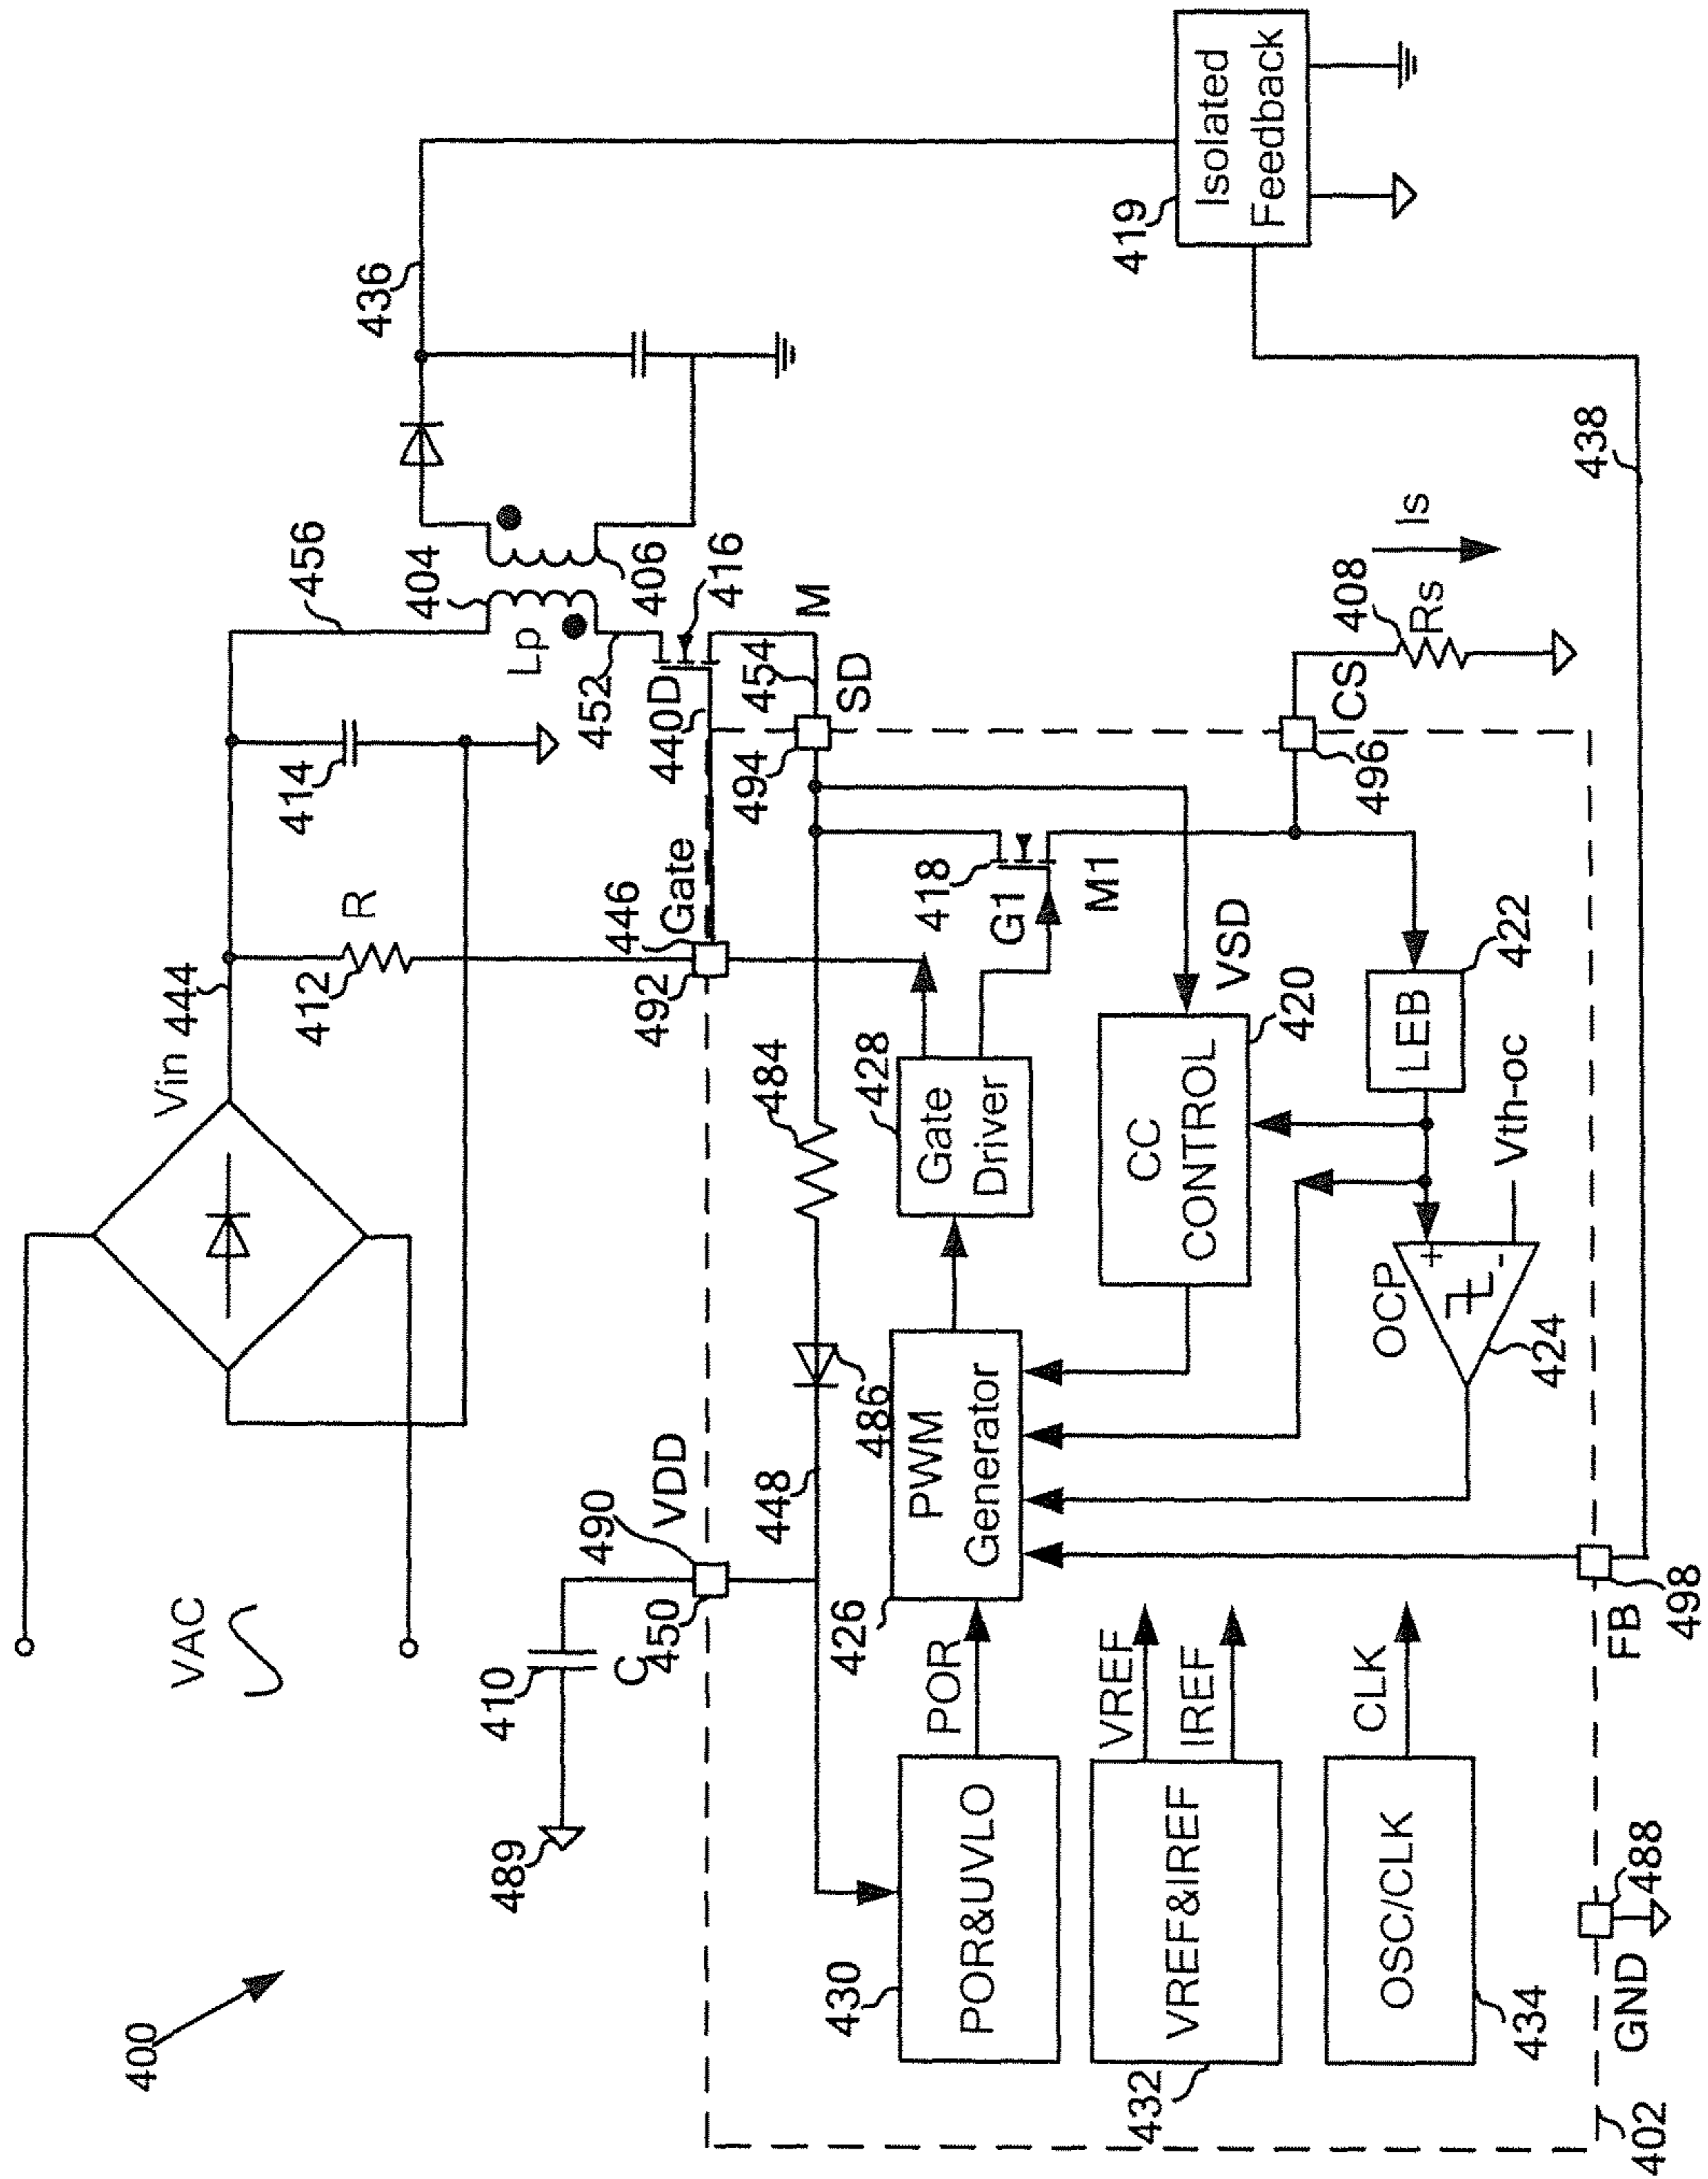 400
VAC
Vin
444
R
412
414
456
404
Lp
406
436
452
416
440
D
M
454
SD
494
446
Gate
492
489
410
C
490
VDD
450
448
486
484
428
Gate
Driver
G1
418
M1
CS
496
408
Rs
Is
419
Isolated
Feedback
438
VSD
420
CC
CONTROL
422
LEB
Vth-oc
OCP
+
-
424
426
PWM
Generator
POR
430
POR&UVLO
VREF
IREF
432
VREF&IREF
CLK
434
OSC/CLK
FB
498
GND
488
402